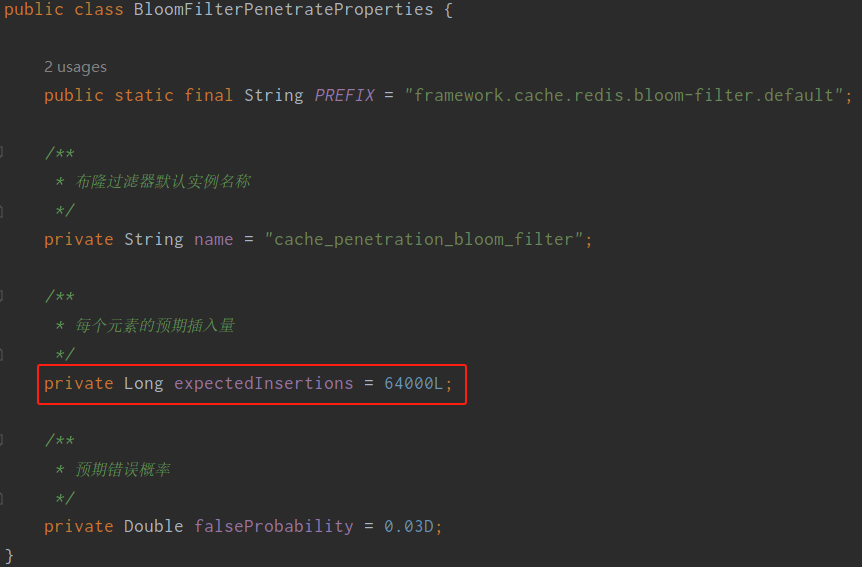 public class BloomFilterPenetrateProperties {
2 usages
public static final String PREFIX = "framework.cache.redis.bloom-filter.default";
/**
* 布隆过滤器默认实例名称
*/
private String name = "cache_penetration_bloom_filter";
/**
* 每个元素的预期插入量
*/
private Long expectedInsertions = 64000L;
/**
* 预期错误概率
*/
private Double falseProbability = 0.03D;
}